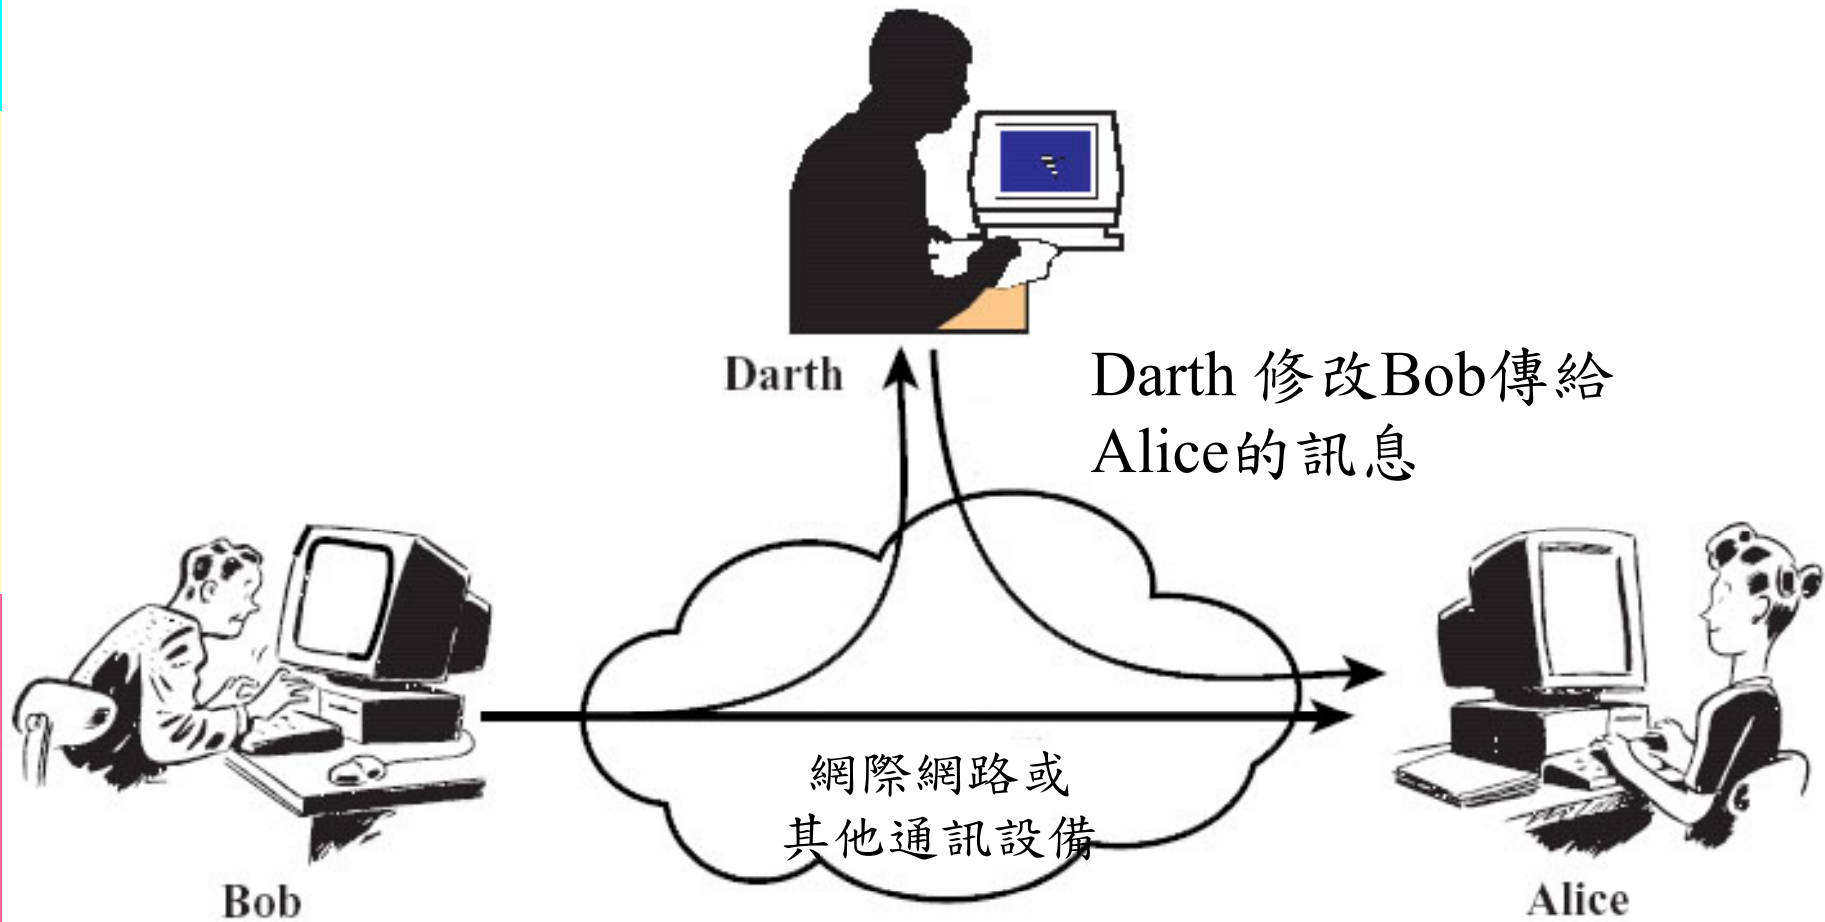 Darth
Darth 修改Bob傳給
Alice的訊息
網際網路或
其他通訊設備
Bob
Alice